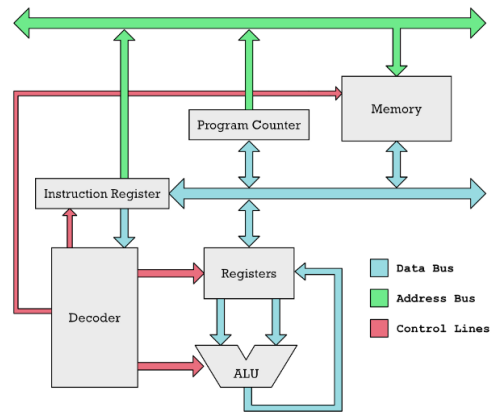 Memory
Program Counter
Instruction Register
Registers
Decoder
ALU
Data Bus
Address Bus
Control Lines